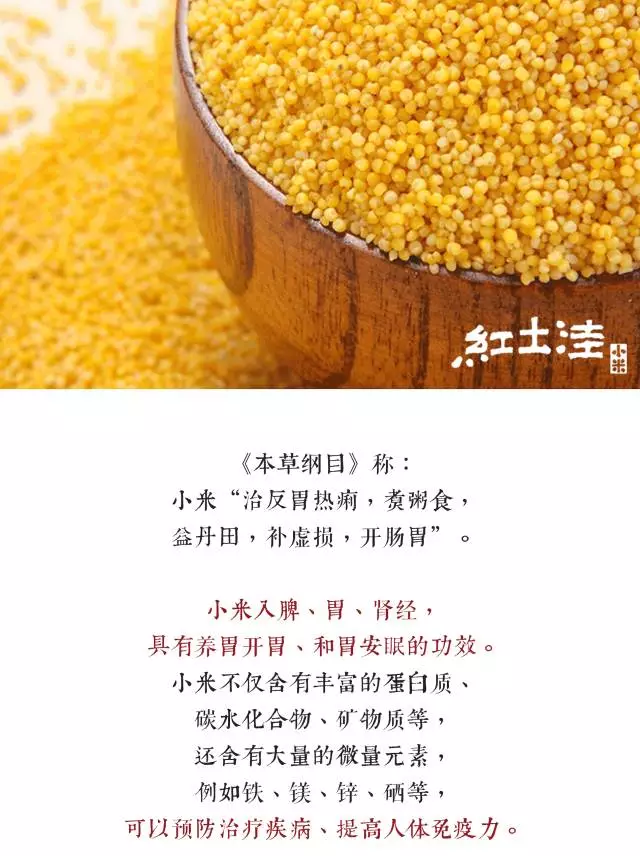 紅土洼
小米
《本草纲目》称：
小米“治反胃热痢，煮粥食，
益丹田，补虚损，开肠胃”。
小米入脾、胃、肾经，
具有养胃开胃、和胃安眠的功效。
小米不仅含有丰富的蛋白质、
碳水化合物、矿物质等，
还含有大量的微量元素，
例如铁、镁、锌、硒等，
可以预防治疗疾病、提高人体免疫力。